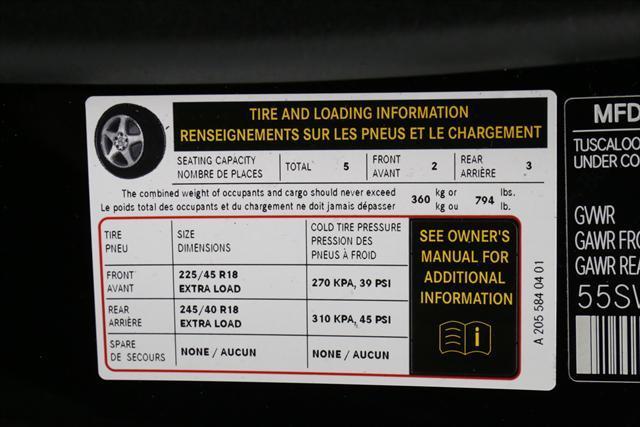 TIRE AND LOADING INFORMATION
RENSEIGNEMENTS SUR LES PNEUS ET LE CHARGEMENT
SEATING CAPACITY
NOMBRE DE PLACES
TOTAL 5
FRONT
AVANT
2
REAR
ARRIÈRE
3
The combined weight of occupants and cargo should never exceed
Le poids total des occupants et du chargement ne doit jamais dépasser
360
kg or
kg ou
794
lbs.
lb.
TIRE
PNEU
SIZE
DIMENSIONS
COLD TIRE PRESSURE
PRESSION DES
PNEUS À FROID
FRONT
AVANT
225/45 R18
EXTRA LOAD
270 KPA, 39 PSI
REAR
ARRIÈRE
245/40 R18
EXTRA LOAD
310 KPA, 45 PSI
SPARE
DE SECOURS
NONE / AUCUN
NONE / AUCUN
SEE OWNER'S
MANUAL FOR
ADDITIONAL
INFORMATION
i
A 205 584 04 01
MFD
TUSCALOO
UNDER CO
GVWR
GAWR FRO
GAWR REA
55SW